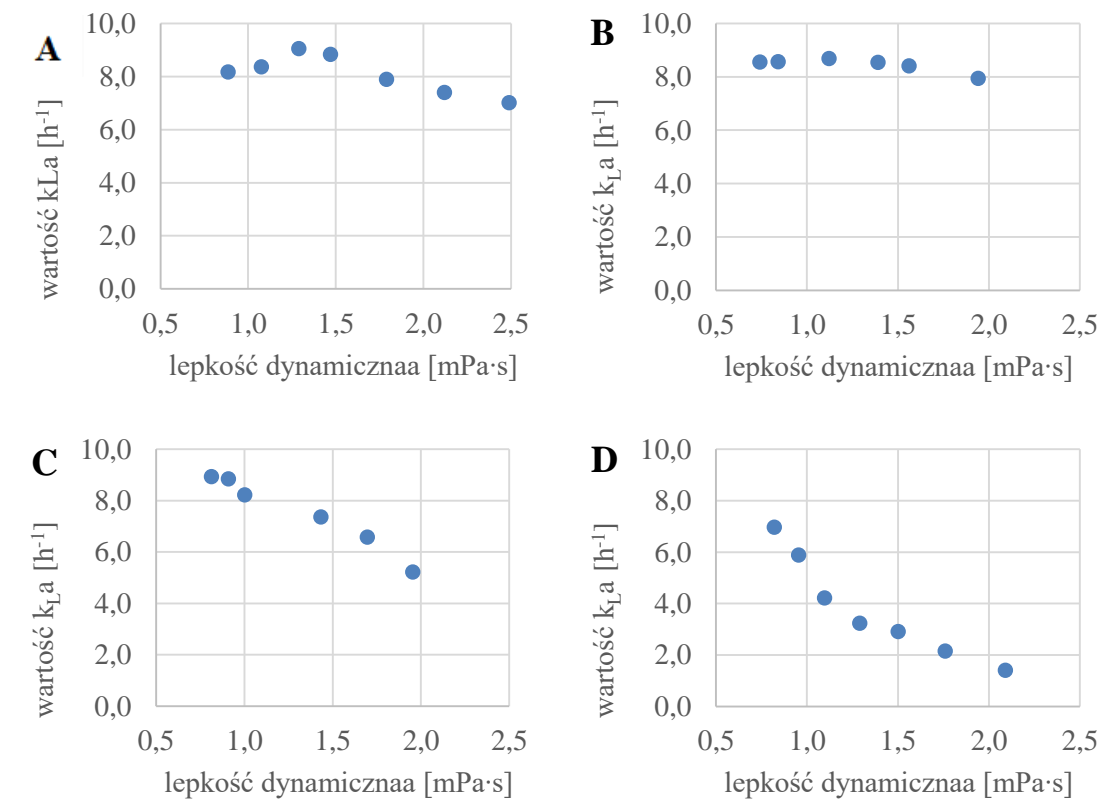 A
wartość kLa [h-1]
10,0
8,0
6,0
4,0
2,0
0,0
0,5 1,0 1,5 2,0 2,5
lepkość dynamicznaa [mPa·s]
B
wartość kLa [h-1]
10,0
8,0
6,0
4,0
2,0
0,0
0,5 1,0 1,5 2,0 2,5
lepkość dynamicznaa [mPa·s]
C
wartość kLa [h-1]
10,0
8,0
6,0
4,0
2,0
0,0
0,5 1,0 1,5 2,0 2,5
lepkość dynamicznaa [mPa·s]
D
wartość kLa [h-1]
10,0
8,0
6,0
4,0
2,0
0,0
0,5 1,0 1,5 2,0 2,5
lepkość dynamicznaa [mPa·s]